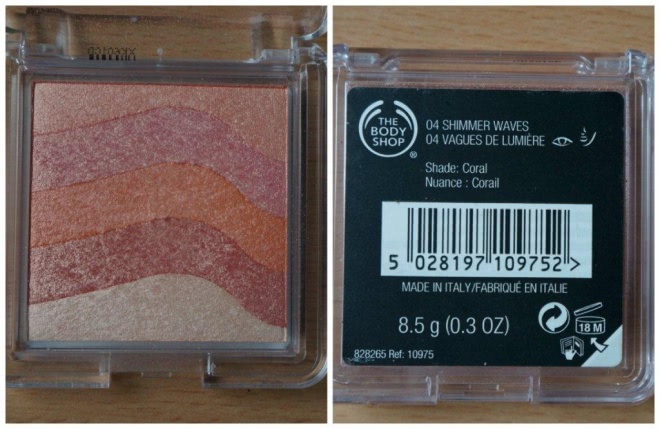 THE
BODY
SHOP
®
04 SHIMMER WAVES
04 VAGUES DE LUMIÈRE
Shade: Coral
Nuance : Corail
5 028197 109752 >
MADE IN ITALY/FABRIQUÉ EN ITALIE
8.5 g (0.3 OZ)
18 M
828265 Ref: 10975